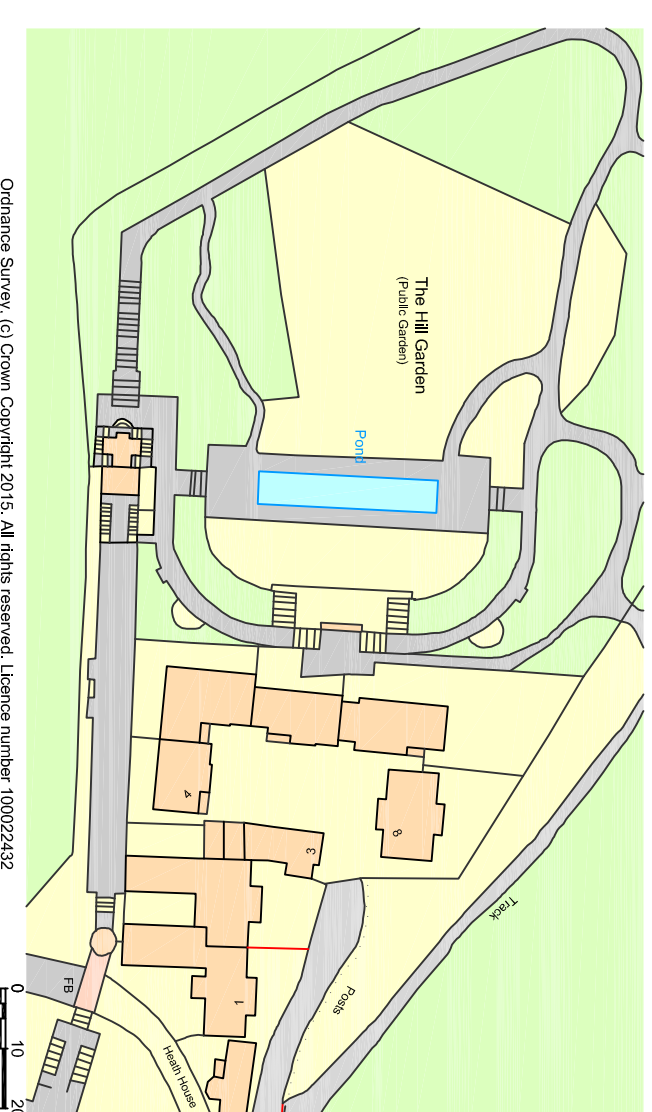 The Hill Garden
(Public Garden)
Pond
4
8
3
1
Track
Posts
FB
Heath House
0
10
Ordnance Survey, (c) Crown Copyright 2015. All rights reserved. Licence number 100022432